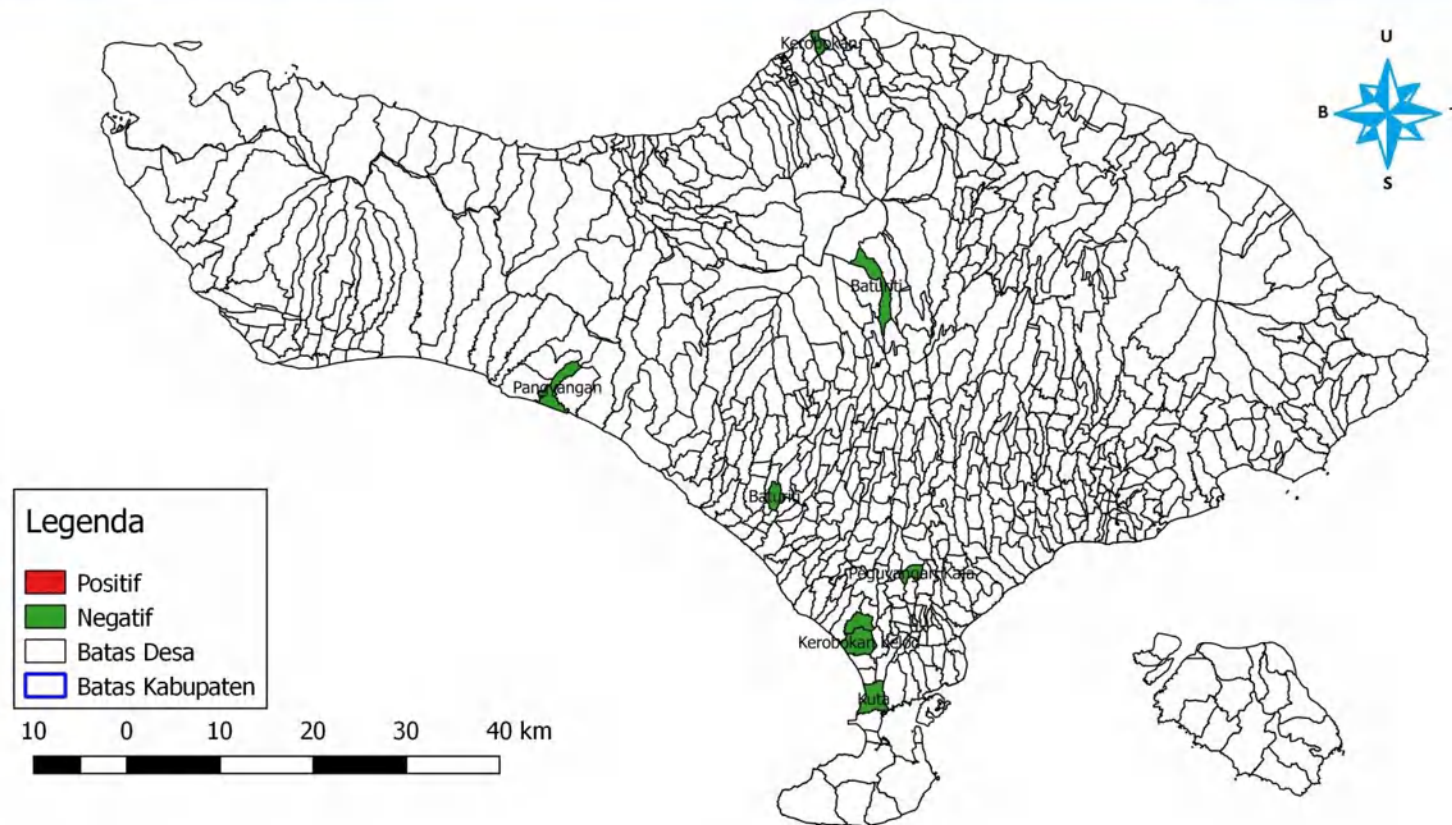 Kerobokan
U
B
S
Baturiti
Pangyangan
Baturiti
Peguyangan Kaja
Kerobokan Kelod
Kuta
Legenda
Positif
Negatif
Batas Desa
Batas Kabupaten
10 0 10 20 30 40 km